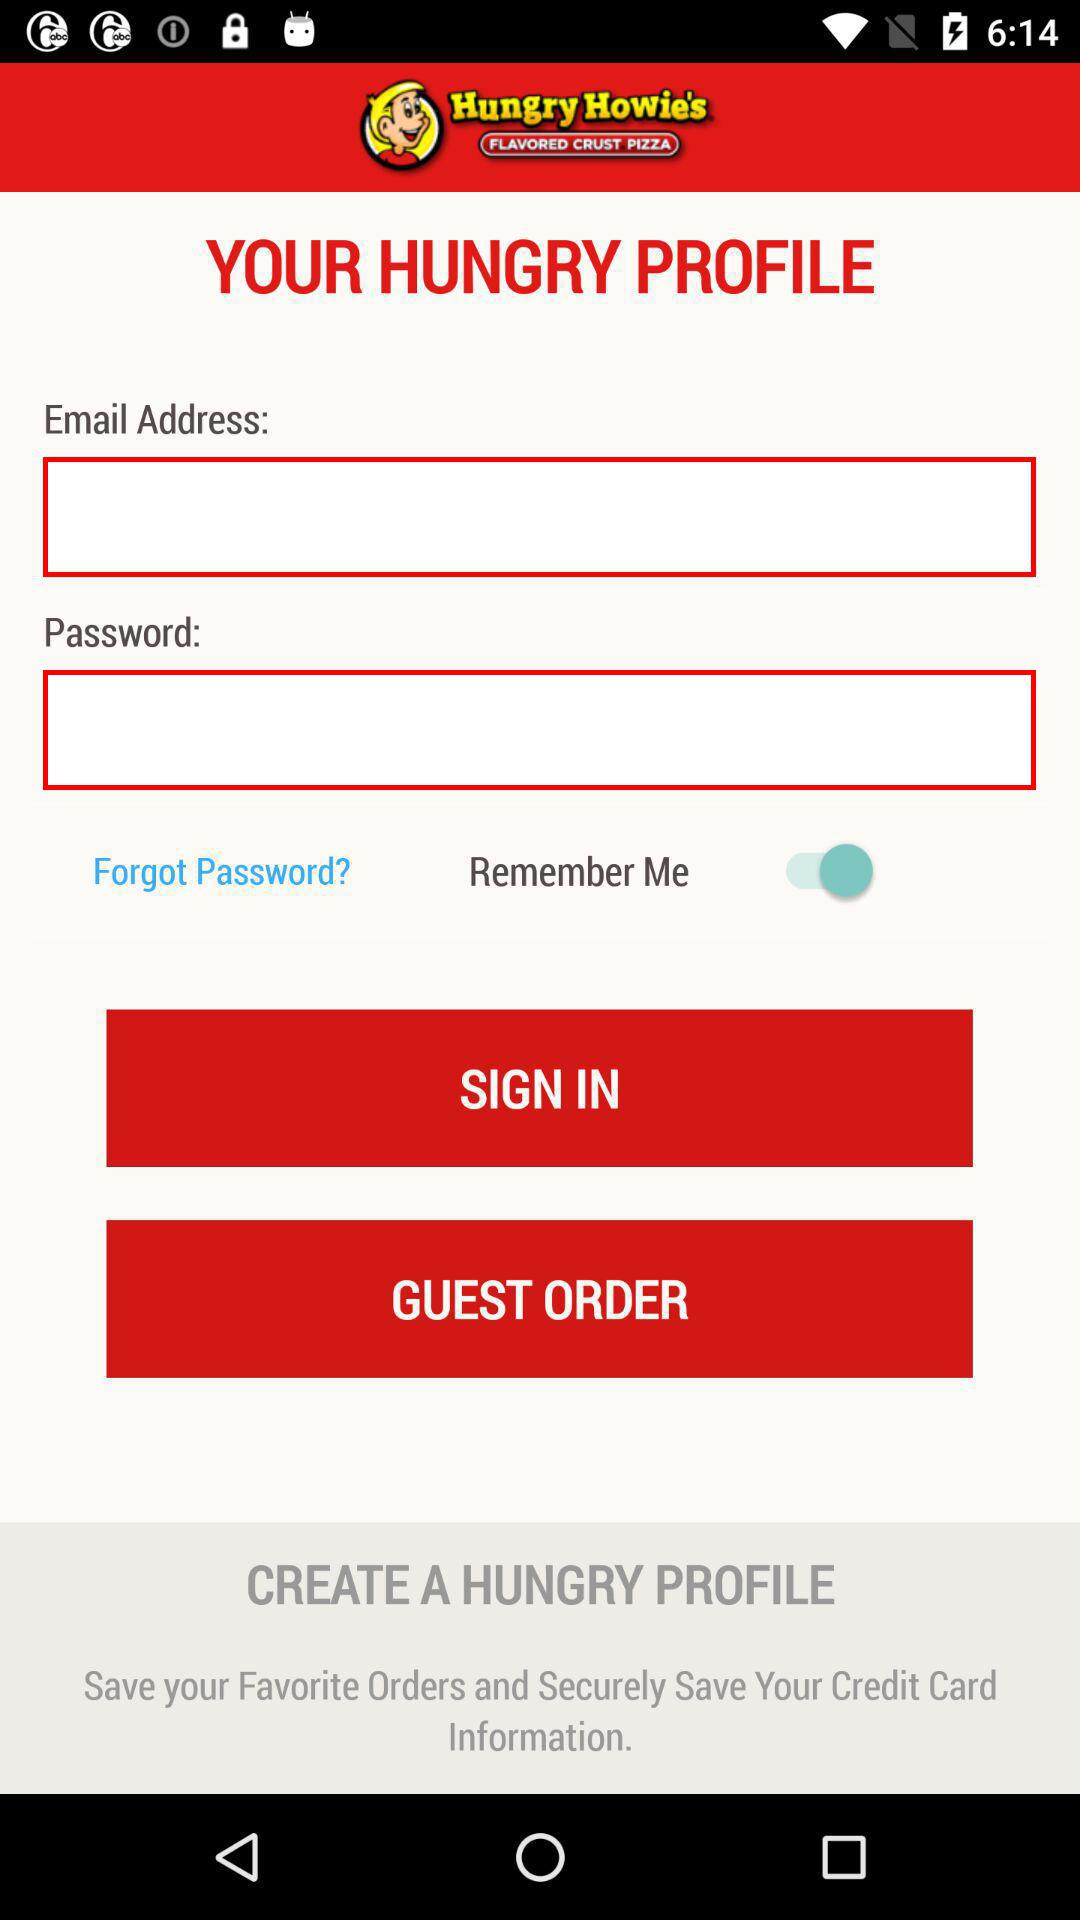 6:14
Hungry Howie's
FLAVORED CRUST PIZZA
YOUR HUNGRY PROFILE
Email Address:
Password:
Forgot Password? Remember Me
SIGN IN
GUEST ORDER
CREATE A HUNGRY PROFILE
Save your Favorite Orders and Securely Save Your Credit Card
Information.